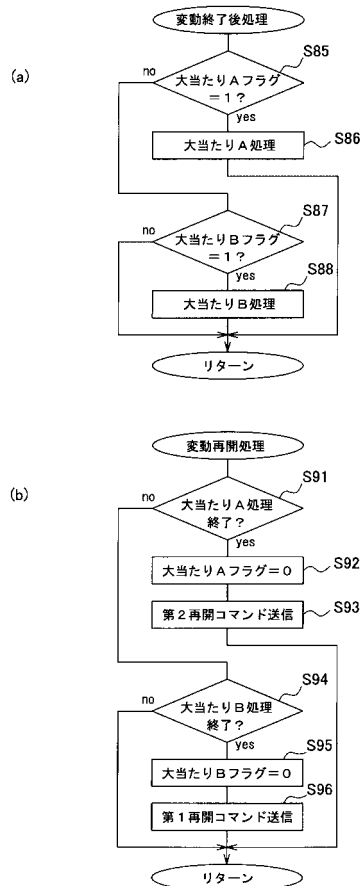 (a)
変動終了後処理
S85
大当たりAフラグ
=1?
no
yes
S86
大当たりA処理
S87
大当たりBフラグ
=1?
no
yes
S88
大当たりB処理
リターン
(b)
変動再開処理
S91
大当たりA処理
終了?
no
yes
S92
大当たりAフラグ=0
S93
第2再開コマンド送信
S94
大当たりB処理
終了?
no
yes
S95
大当たりBフラグ=0
S96
第1再開コマンド送信
リターン